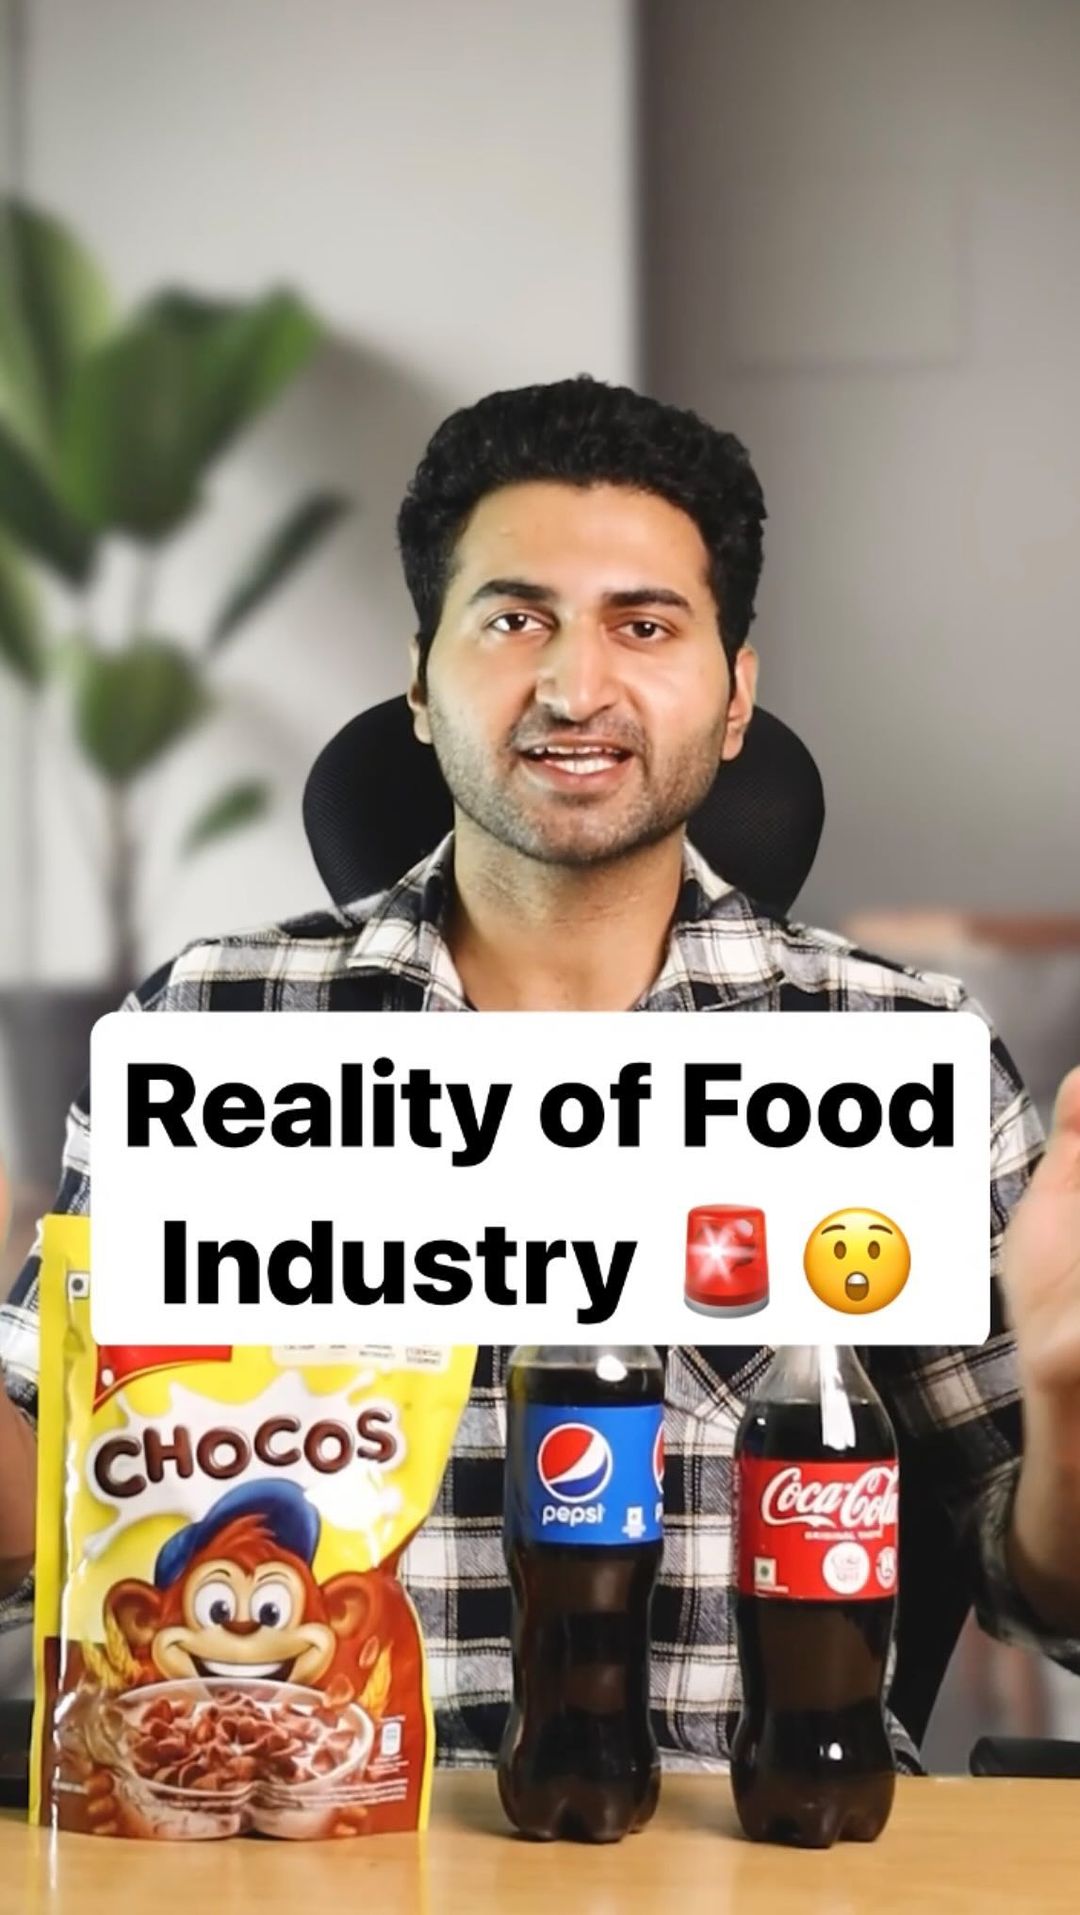 Reality of Food
Industry 🚨😲
CHOCOS
pepsi
Coca-Cola